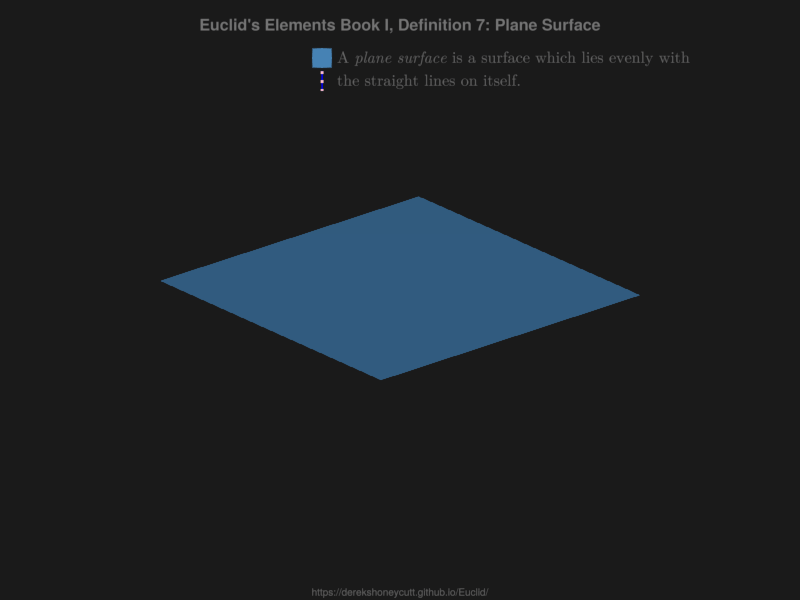 Euclid's Elements Book I, Definition 7: Plane Surface
A plane surface is a surface which lies evenly with
the straight lines on itself.
https://derekshoneycutt.github.io/Euclid/